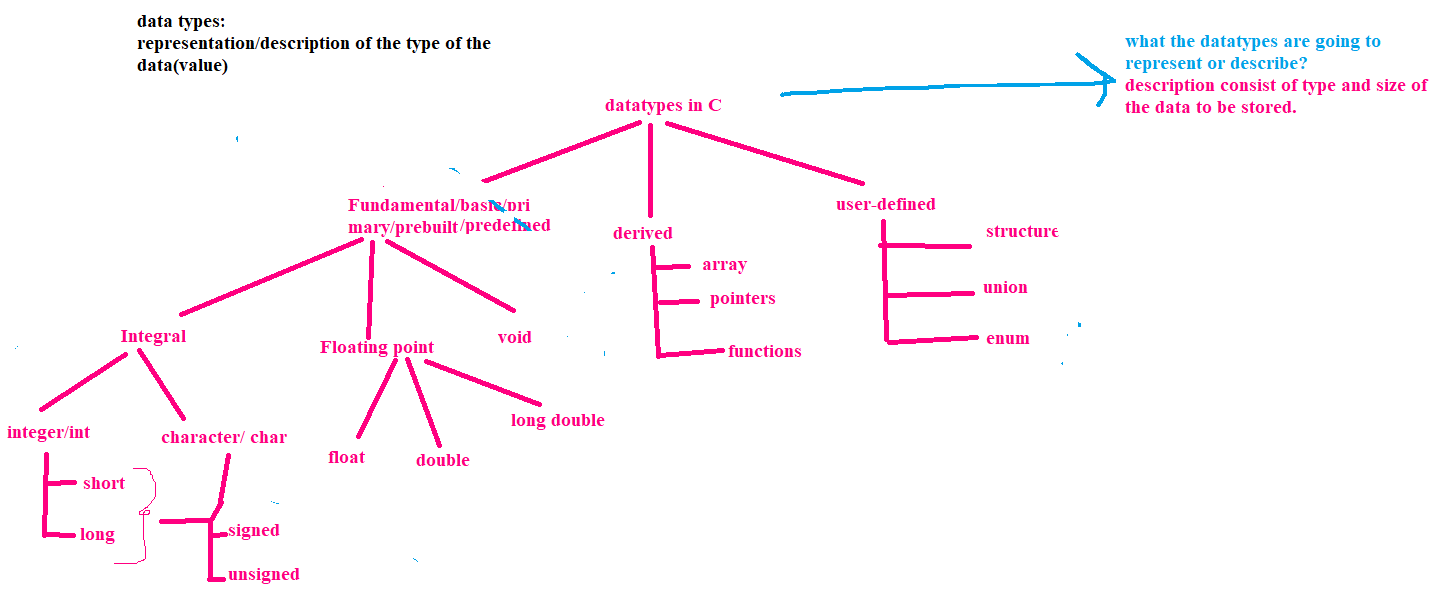 data types:
representation/description of the type of the
data(value)
what the datatypes are going to
represent or describe?
description consist of type and size of
the data to be stored.
datatypes in C
Fundamental/basic/pri
mary/prebuilt/predefined
derived
user-defined
array
pointers
functions
structure
union
enum
Integral
Floating point
void
integer/int
character/ char
short
long
signed
unsigned
float
double
long double